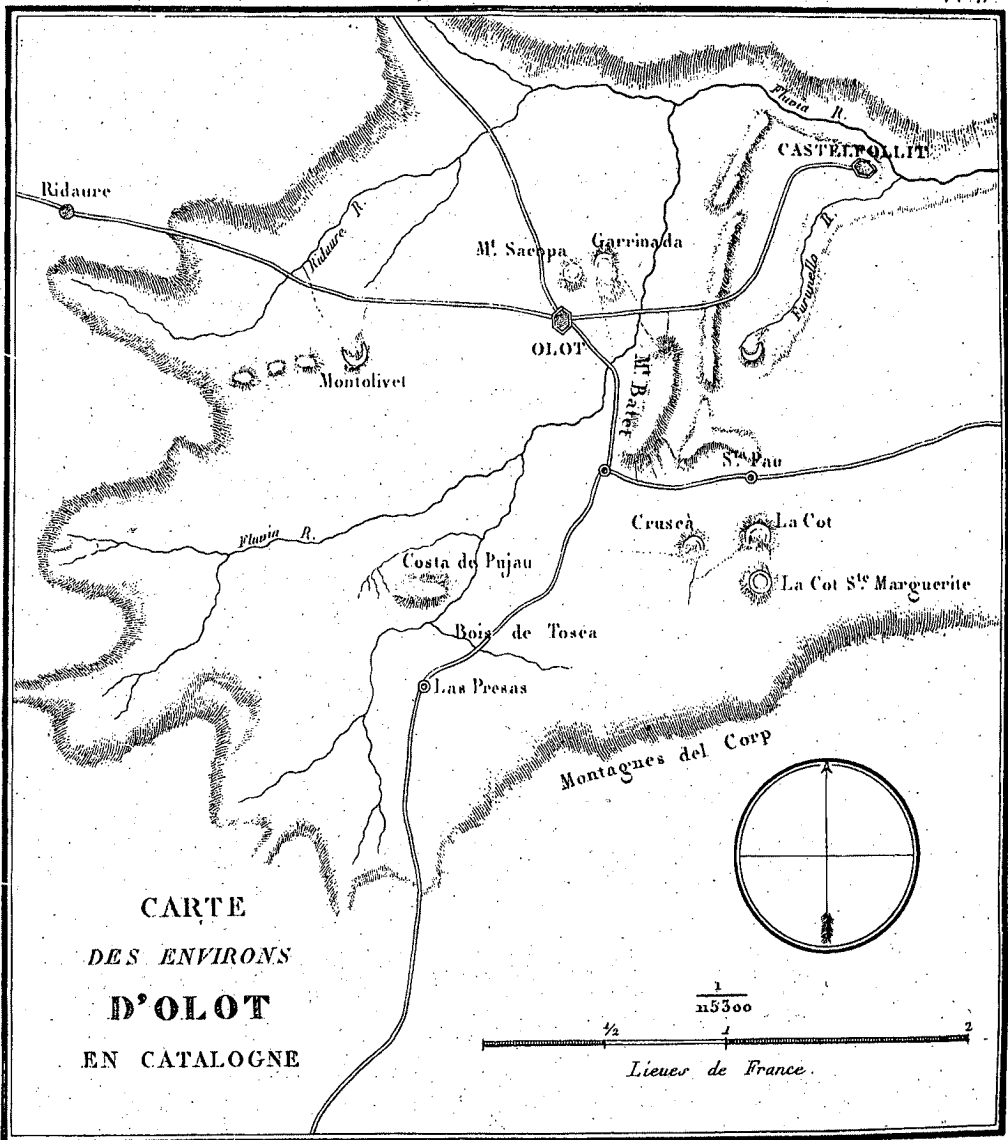 Fluvia R.
CASTELFOLLIT
Ridaure
Ridaure R.
Mt. Sacopa
Garrinada
OLOT
Montolivet
Mt Batet
Sta Pau
Fluvia R.
Costa de Pujau
Cruscà
La Cot
La Cot Ste Marguerite
Bois de Tosca
Las Presas
Montagnes del Corp
CARTE
DES ENVIRONS
D'OLOT
EN CATALOGNE
1
115300
1/2
1
2
Lieues de France.